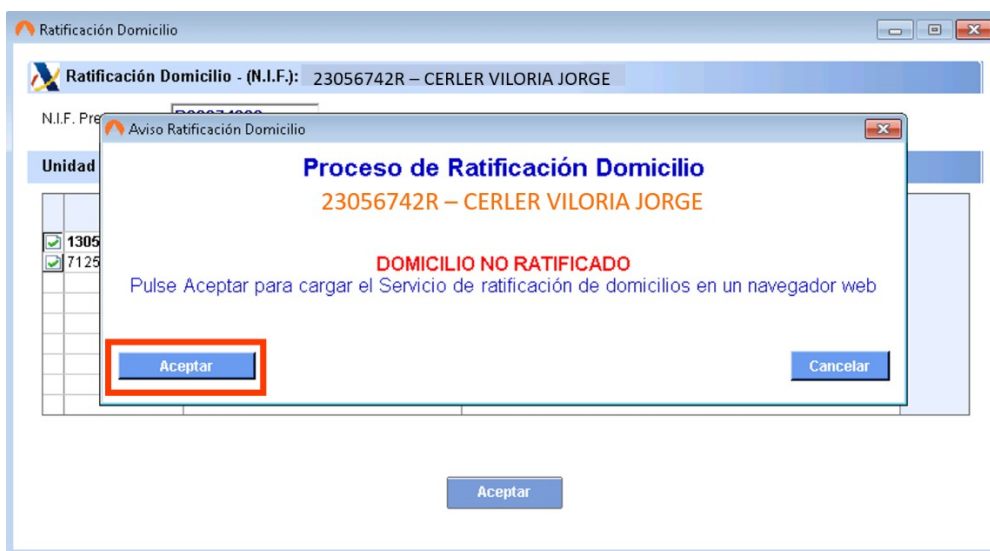 Ratificación Domicilio
Ratificación Domicilio - (N.I.F.): 23056742R – CERLER VILORIA JORGE
N.I.F. Pre
Aviso Ratificación Domicilio
Unidad
Proceso de Ratificación Domicilio
23056742R – CERLER VILORIA JORGE
1305
7125
DOMICILIO NO RATIFICADO
Pulse Aceptar para cargar el Servicio de ratificación de domicilios en un navegador web
Aceptar
Cancelar
Aceptar